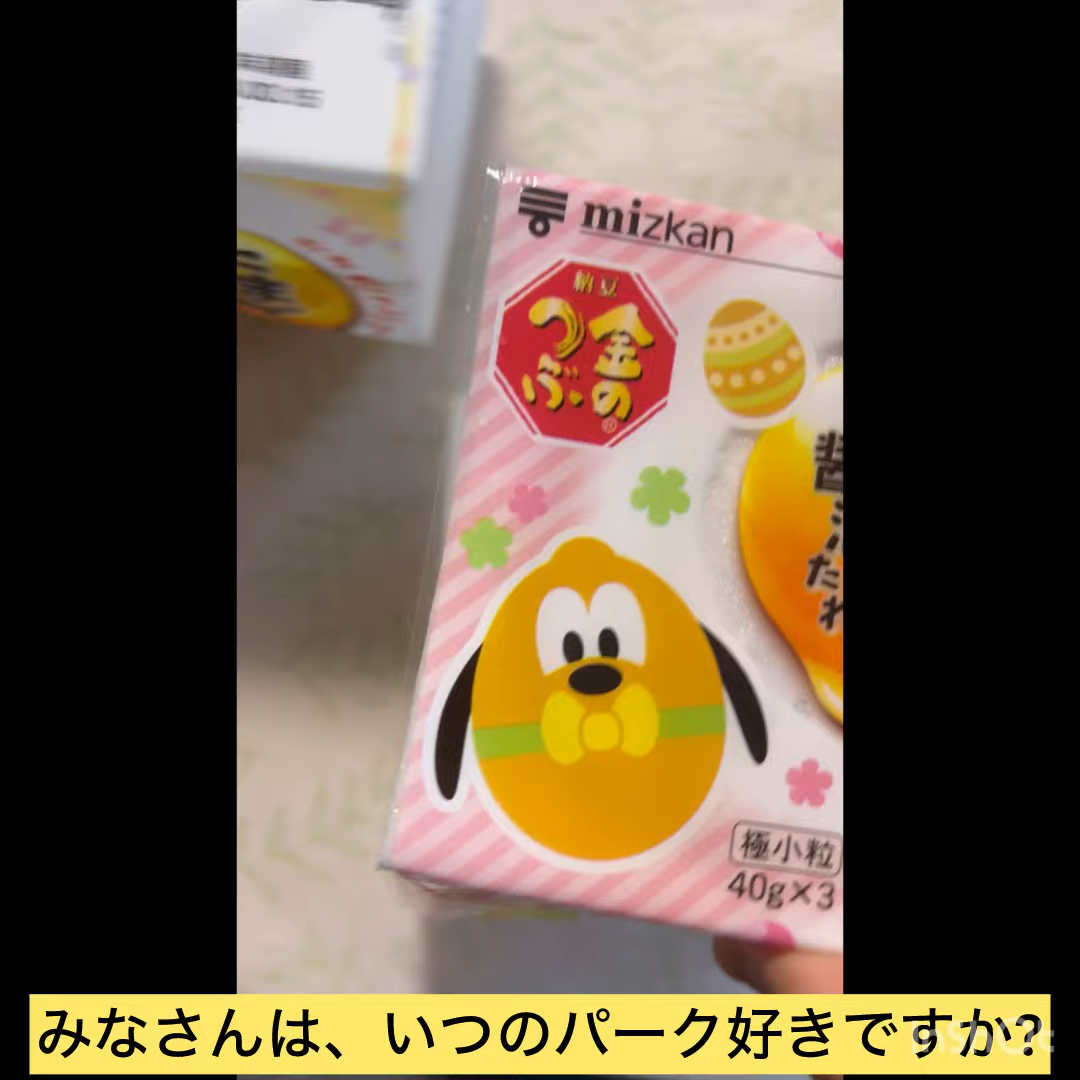 mizkan
納豆
金の
つぶ®
醤
たれ
極小粒
40g×3
みなさんは、いつのパーク好きですか?
InShOt